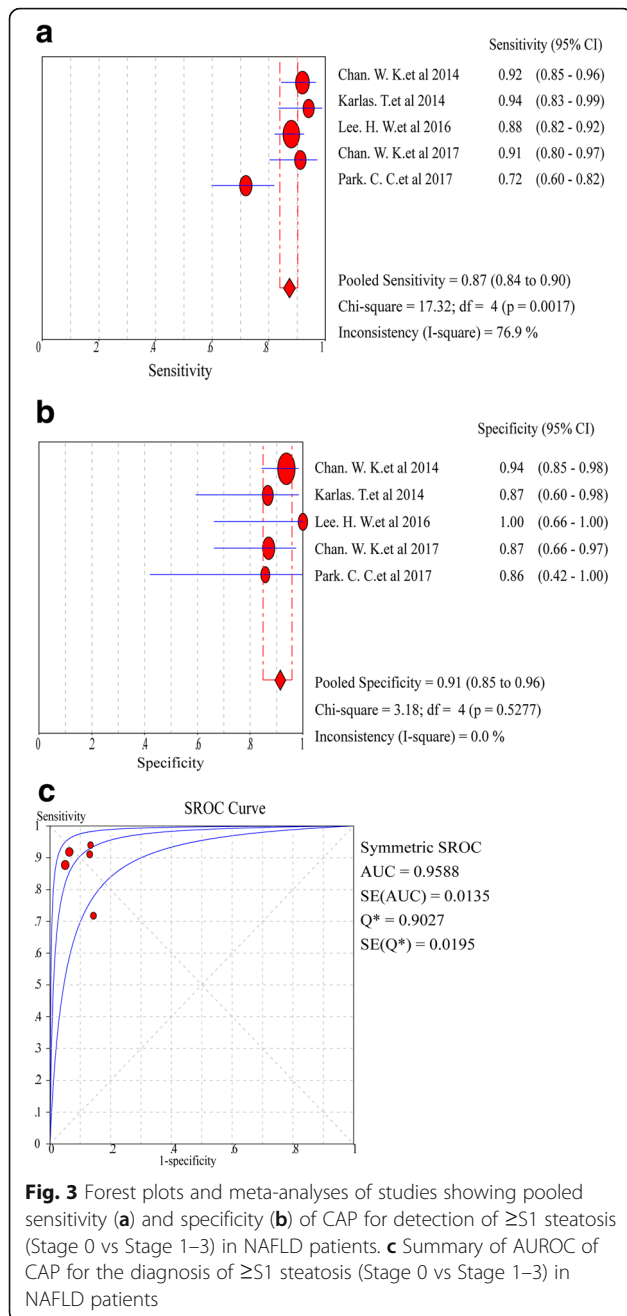 a
Sensitivity (95% CI)
Chan. W. K.et al 2014 0.92 (0.85 - 0.96)
Karlas. T.et al 2014 0.94 (0.83 - 0.99)
Lee. H. W.et al 2016 0.88 (0.82 - 0.92)
Chan. W. K.et al 2017 0.91 (0.80 - 0.97)
Park. C. C.et al 2017 0.72 (0.60 - 0.82)
Pooled Sensitivity = 0.87 (0.84 to 0.90)
Chi-square = 17.32; df = 4 (p = 0.0017)
Inconsistency (I-square) = 76.9 %
0 .2 .4 .6 .8 1
Sensitivity
b
Specificity (95% CI)
Chan. W. K.et al 2014 0.94 (0.85 - 0.98)
Karlas. T.et al 2014 0.87 (0.60 - 0.98)
Lee. H. W.et al 2016 1.00 (0.66 - 1.00)
Chan. W. K.et al 2017 0.87 (0.66 - 0.97)
Park. C. C.et al 2017 0.86 (0.42 - 1.00)
Pooled Specificity = 0.91 (0.85 to 0.96)
Chi-square = 3.18; df = 4 (p = 0.5277)
Inconsistency (I-square) = 0.0 %
0 .2 .4 .6 .8 1
Specificity
c
Sensitivity
SROC Curve
1
.9
.8
.7
.6
.5
.4
.3
.2
.1
0
0 .2 .4 .6 .8 1
1-specificity
Symmetric SROC
AUC = 0.9588
SE(AUC) = 0.0135
Q* = 0.9027
SE(Q*) = 0.0195
Fig. 3 Forest plots and meta-analyses of studies showing pooled
sensitivity (a) and specificity (b) of CAP for detection of ≥S1 steatosis
(Stage 0 vs Stage 1–3) in NAFLD patients. c Summary of AUROC of
CAP for the diagnosis of ≥S1 steatosis (Stage 0 vs Stage 1–3) in
NAFLD patients